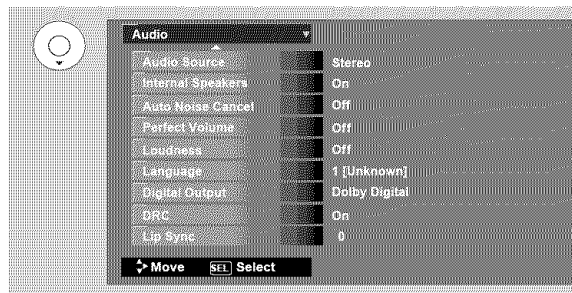 Audio
Audio Source Stereo
Internal Speakers On
Auto Noise Cancel Off
Perfect Volume Off
Loudness Off
Language 1 [Unknown]
Digital Output Dolby Digital
DRC On
Lip Sync 0
Move SEL Select